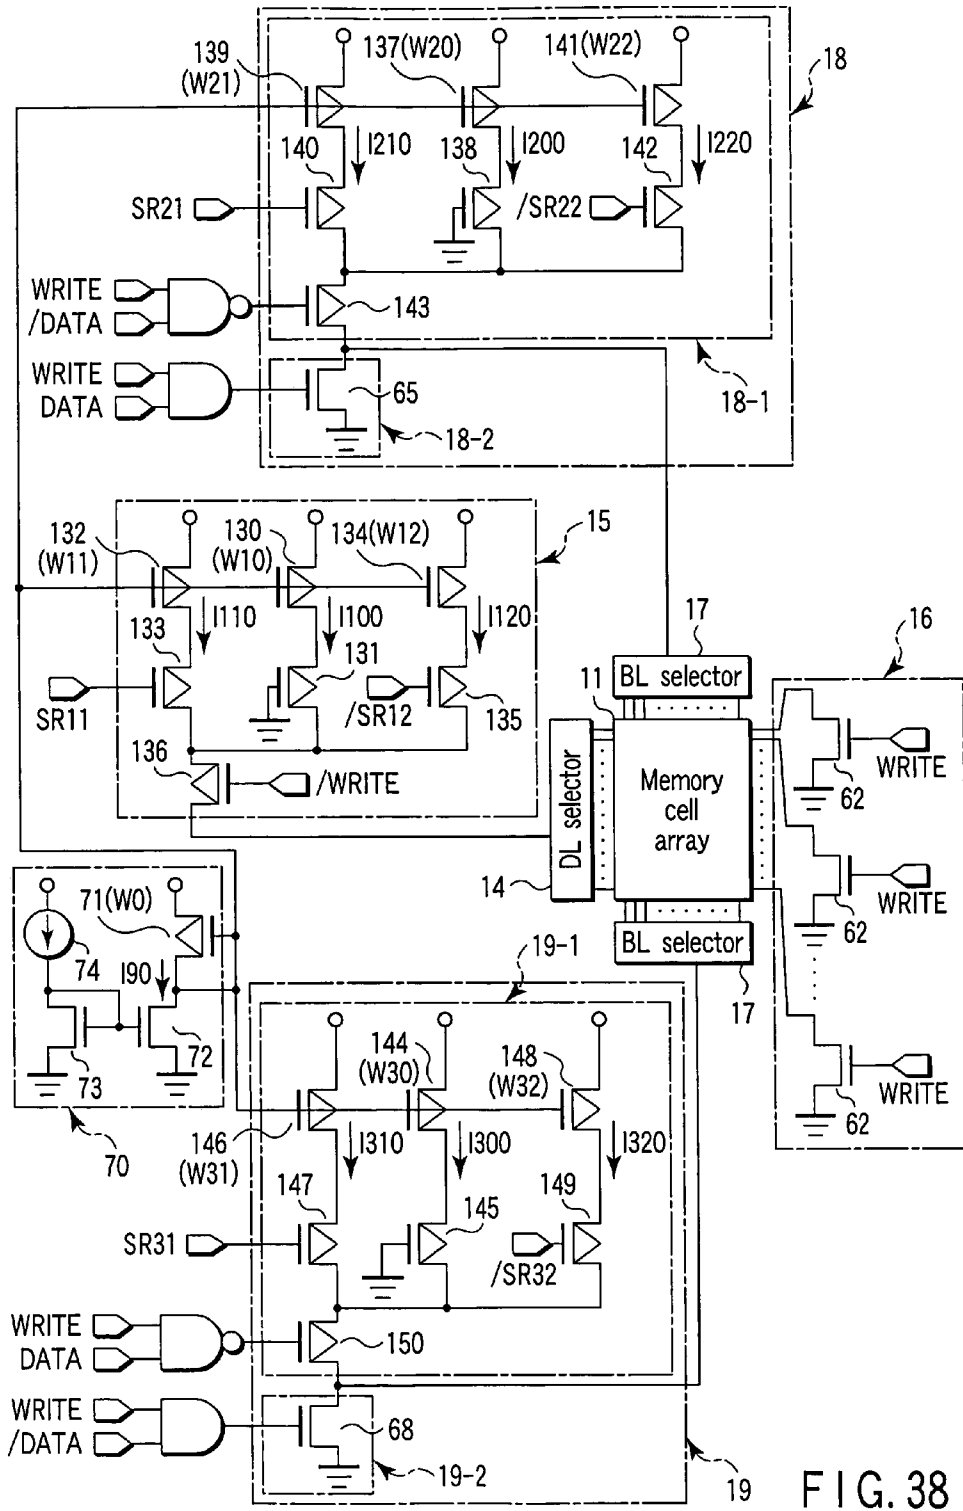 139
(W21)
137(W20)
141(W22)
18
140
I210
138
I200
142
I220
SR21
/SR22
WRITE
/DATA
143
WRITE
DATA
65
18-1
18-2
132
(W11)
130
(W10)
134(W12)
15
133
I110
I100
I120
131
SR11
/SR12
135
136
/WRITE
17
BL selector
16
11
DL selector
Memory
cell
array
14
62
WRITE
62
WRITE
BL selector
17
62
WRITE
71(W0)
74
I90
73
72
70
19-1
144
(W30)
148
(W32)
146
(W31)
I310
I300
I320
147
145
149
SR31
/SR32
WRITE
DATA
150
WRITE
/DATA
68
19-2
19
FIG. 38